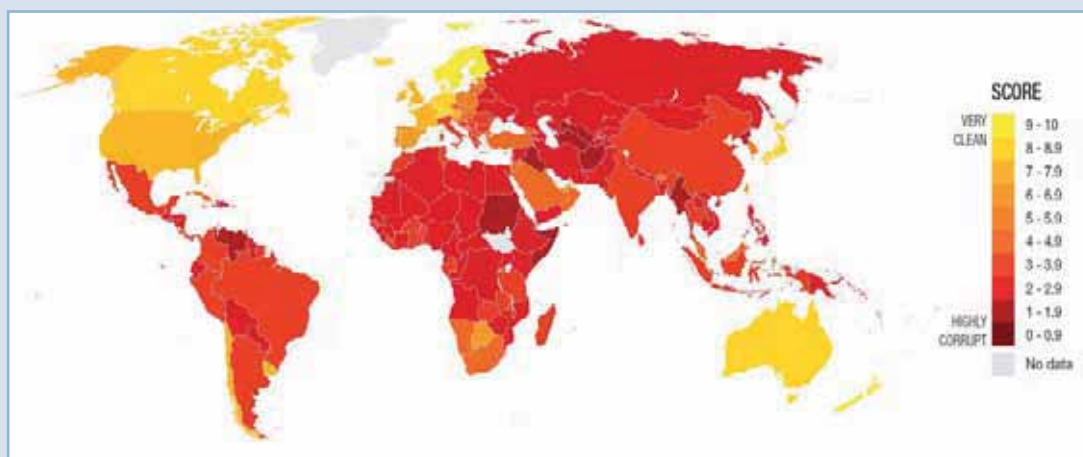 SCORE
VERY
CLEAN
9 - 10
8 - 8.9
7 - 7.9
6 - 6.9
5 - 5.9
4 - 4.9
3 - 3.9
2 - 2.9
1 - 1.9
0 - 0.9
HIGHLY
CORRUPT
No data